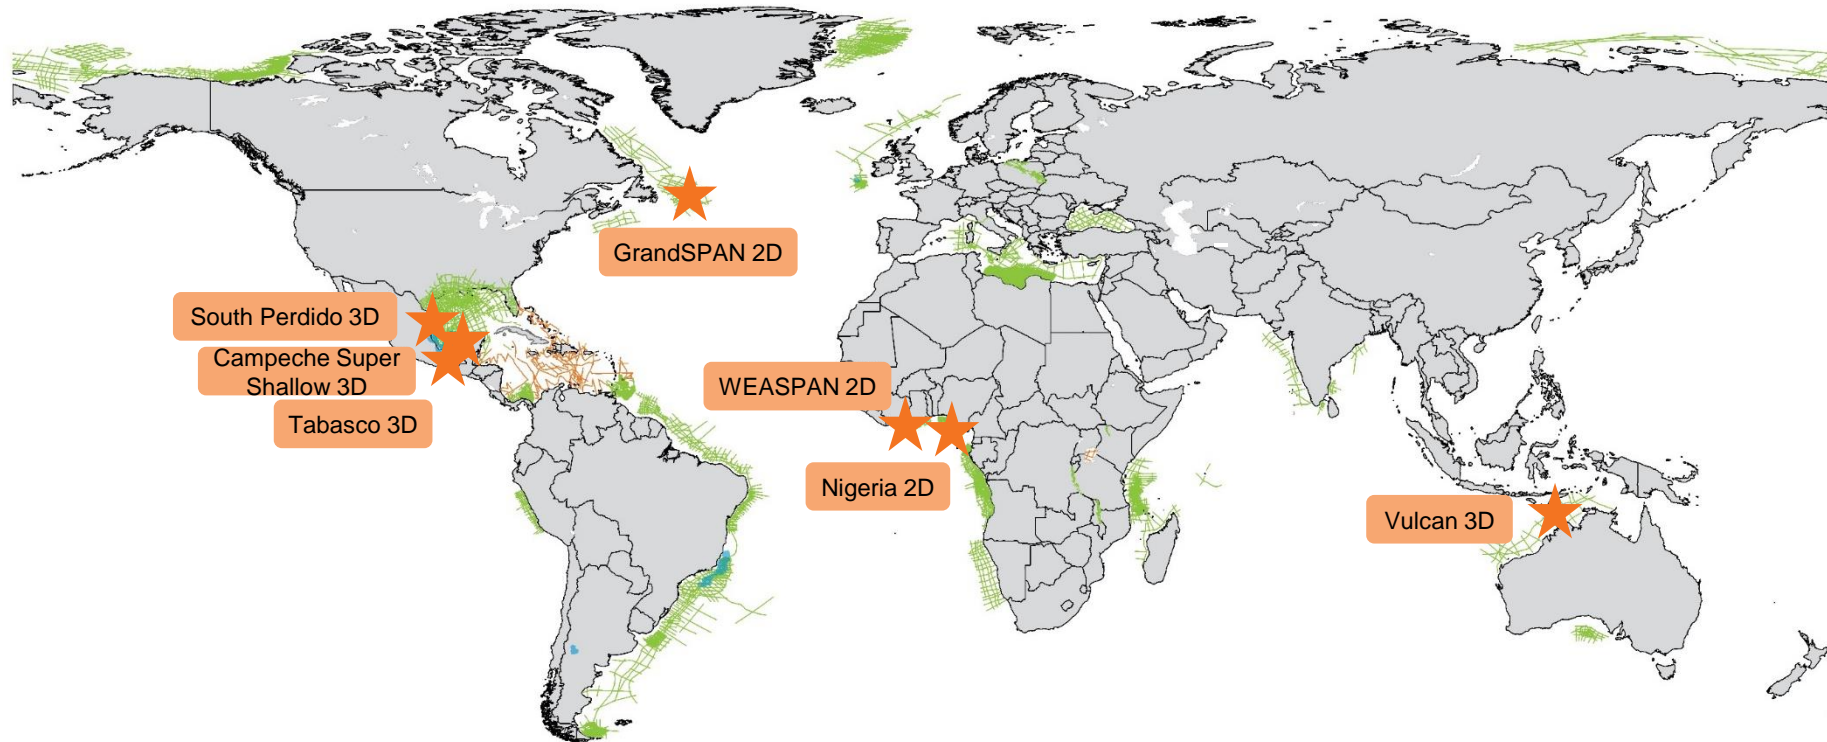 GrandSPAN 2D
South Perdido 3D
Campeche Super
Shallow 3D
Tabasco 3D
WEASPAN 2D
Nigeria 2D
Vulcan 3D